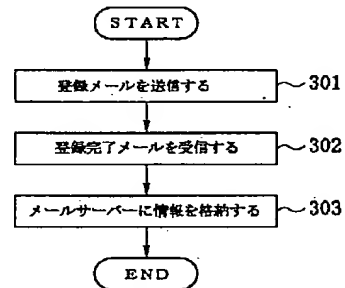 START
登録メールを送信する 301
登録完了メールを受信する 302
メールサーバーに情報を格納する 303
END